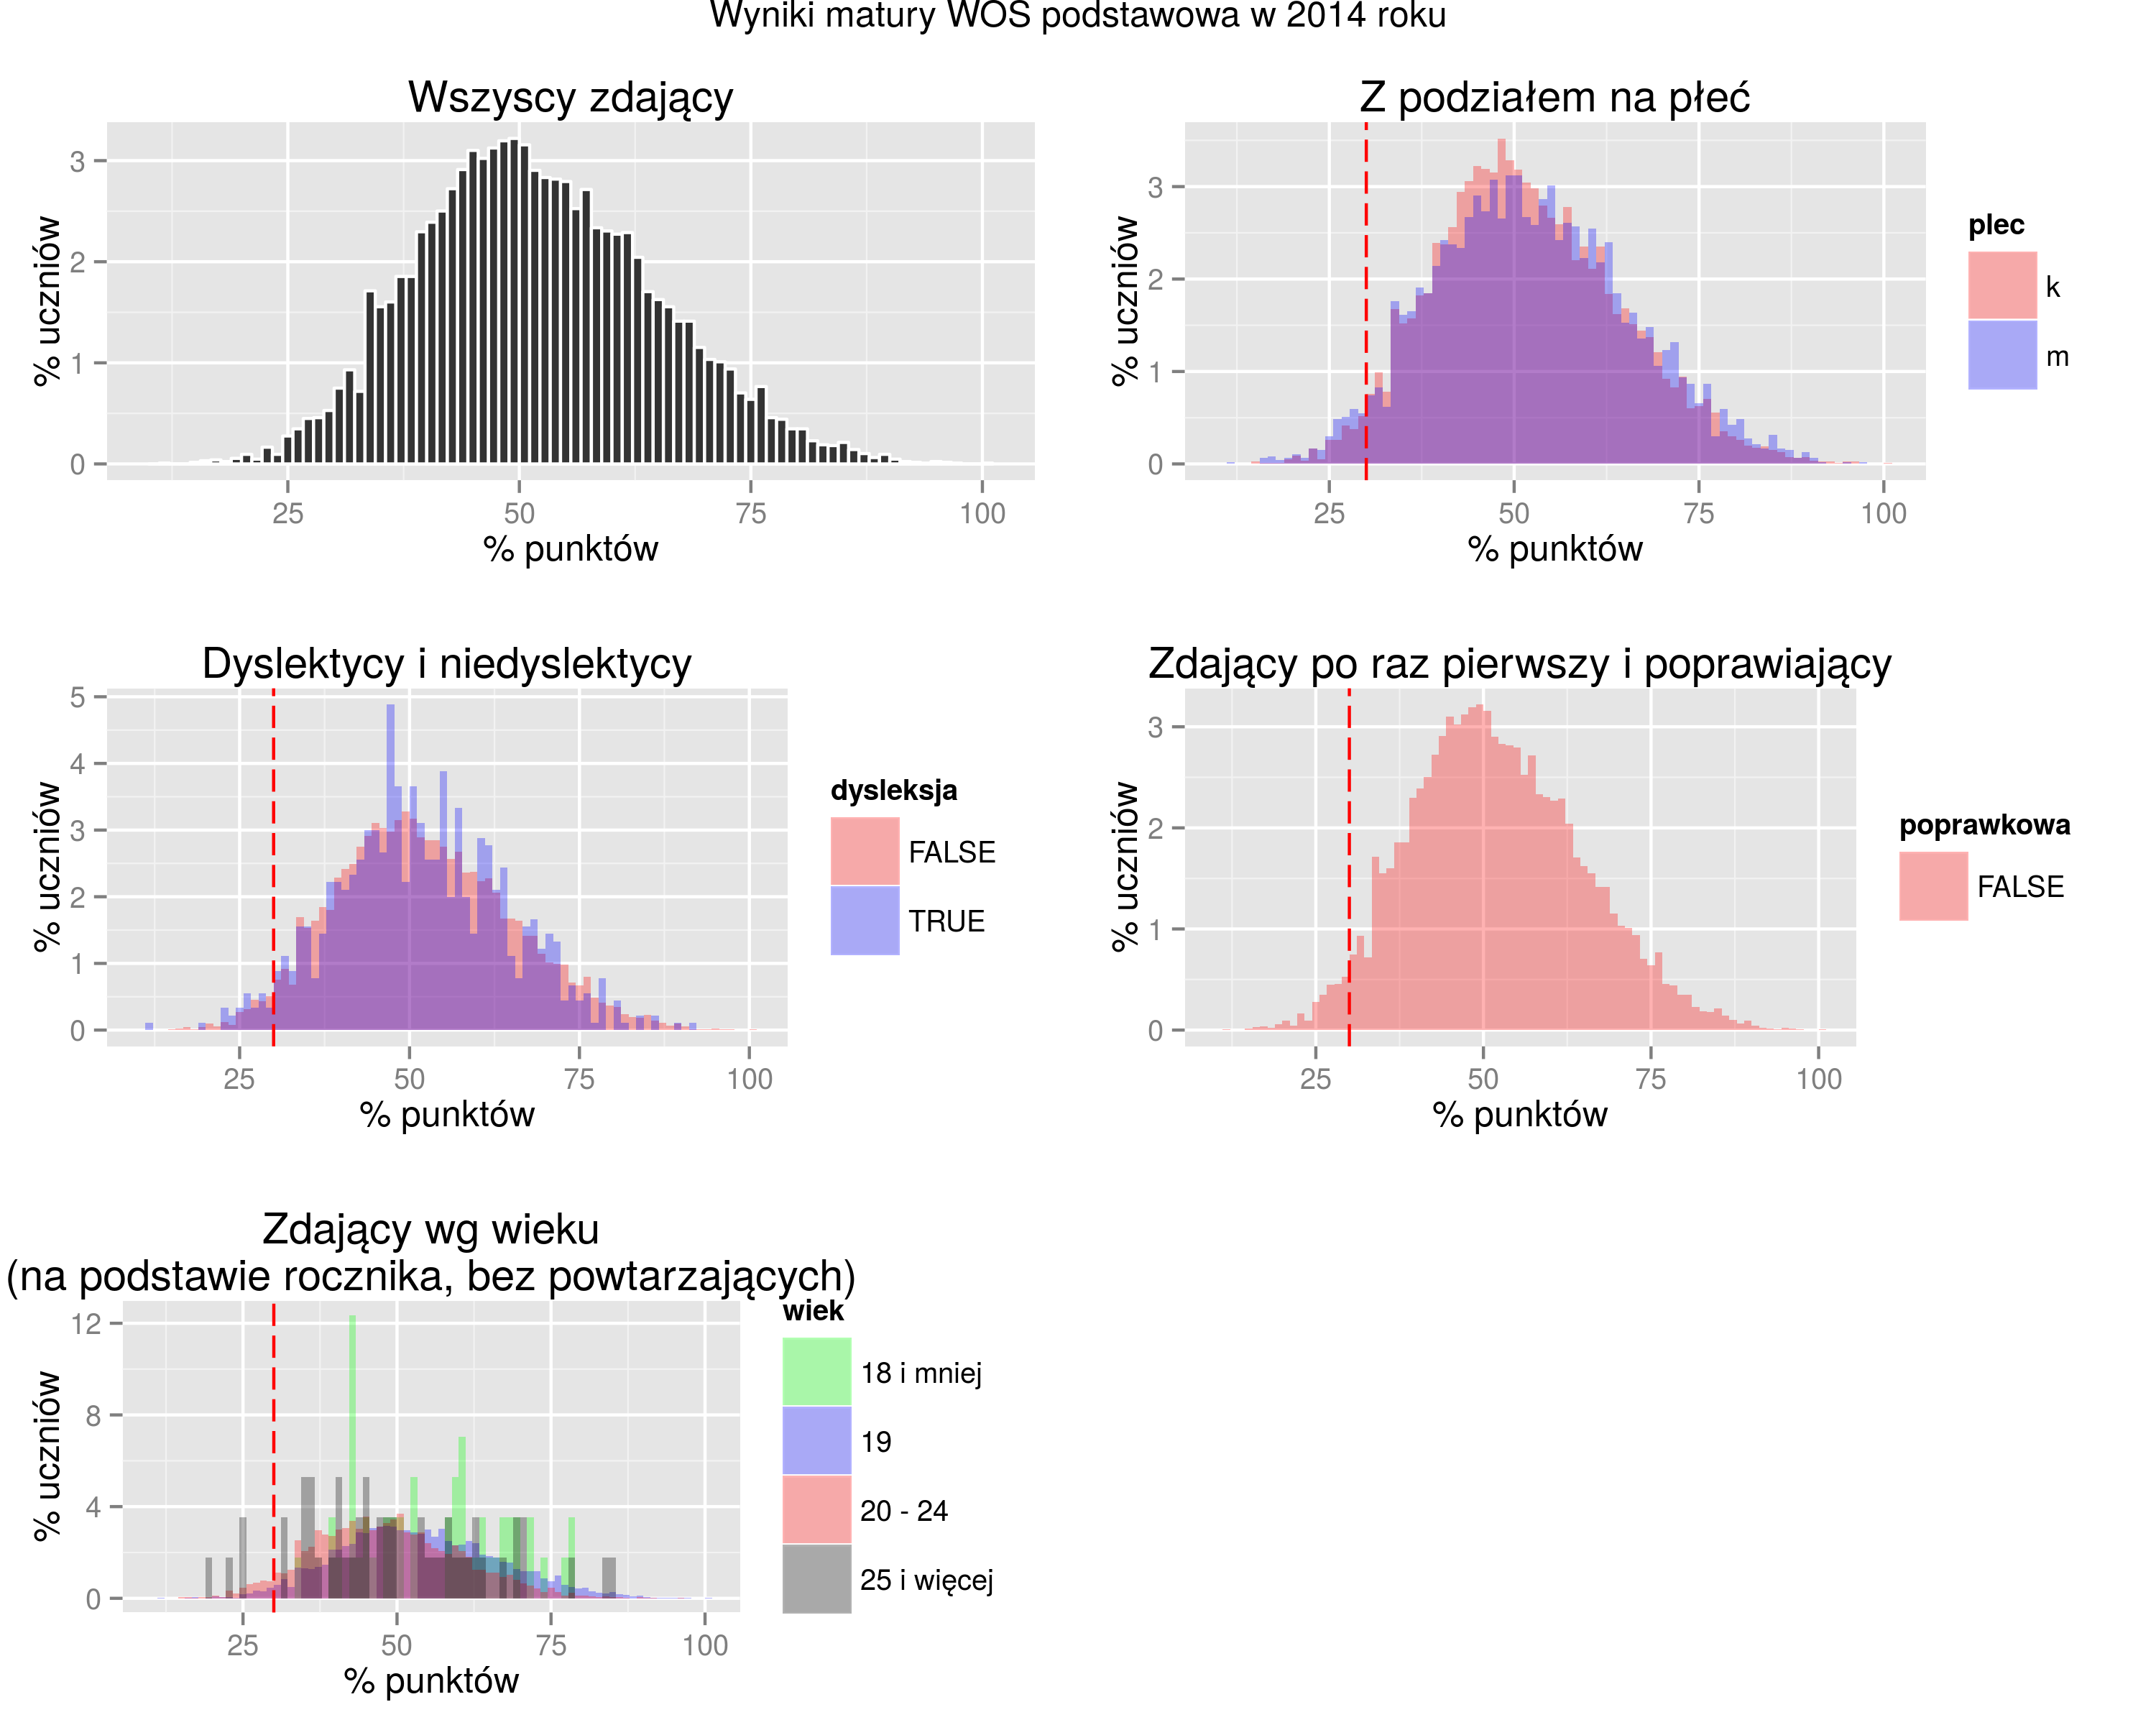 Wyniki matury WOS podstawowa w 2014 roku
Wszyscy zdający
% uczniów
3
2
1
0
25 50 75 100
% punktów
Z podziałem na płeć
% uczniów
3
2
1
0
25 50 75 100
% punktów
plec
k
m
Dyslektycy i niedyslektycy
% uczniów
5
4
3
2
1
0
25 50 75 100
% punktów
dysleksja
FALSE
TRUE
Zdający po raz pierwszy i poprawiający
% uczniów
3
2
1
0
25 50 75 100
% punktów
poprawkowa
FALSE
Zdający wg wieku
(na podstawie rocznika, bez powtarzających)
% uczniów
12
8
4
0
25 50 75 100
% punktów
wiek
18 i mniej
19
20 - 24
25 i więcej